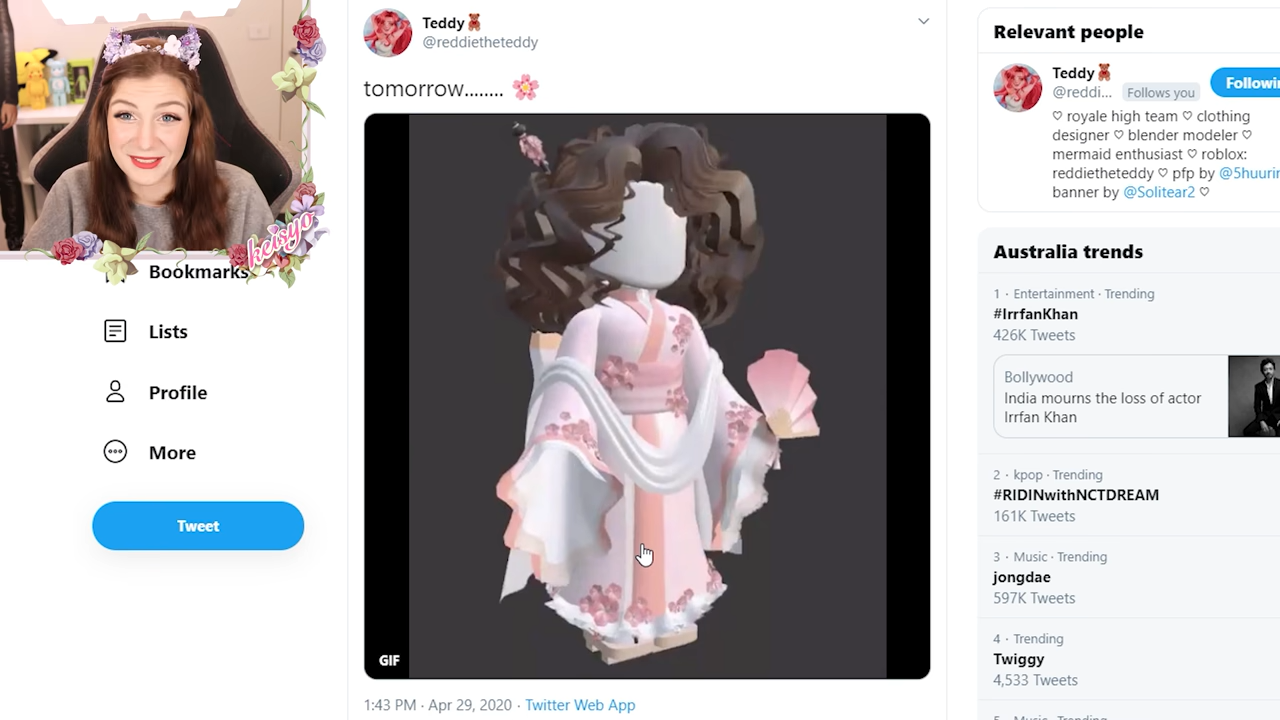 keisyo
Bookmarks
Lists
Profile
More
Tweet
Teddy🧸
@reddietheteddy
tomorrow........ 🌸
GIF
1:43 PM · Apr 29, 2020 · Twitter Web App
Relevant people
Teddy🧸
@reddi... Follows you
Followin
♡ royale high team ♡ clothing
designer ♡ blender modeler ♡
mermaid enthusiast ♡ roblox:
reddietheteddy ♡ pfp by @5huurin
banner by @Solitear2 ♡
Australia trends
1 · Entertainment · Trending
#IrrfanKhan
426K Tweets
Bollywood
India mourns the loss of actor
Irrfan Khan
2 · kpop · Trending
#RIDINwithNCTDREAM
161K Tweets
3 · Music · Trending
jongdae
597K Tweets
4 · Trending
Twiggy
4,533 Tweets